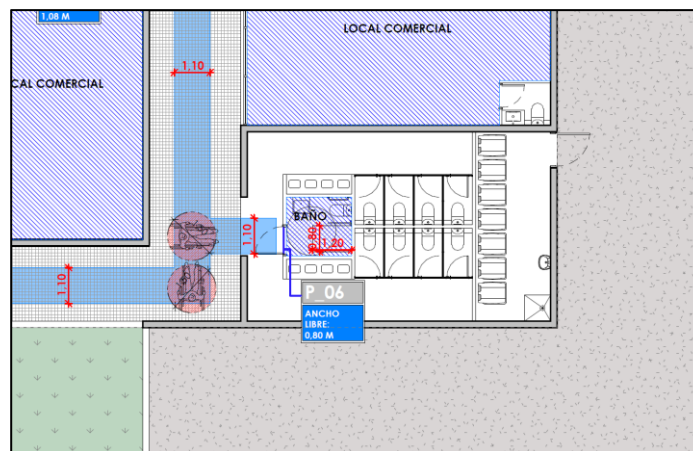 1,08 M
LOCAL COMERCIAL
1,10
CAL COMERCIAL
BAÑO
1,10
0,80
1,20
1,10
P_06
ANCHO
LIBRE:
0,80 M